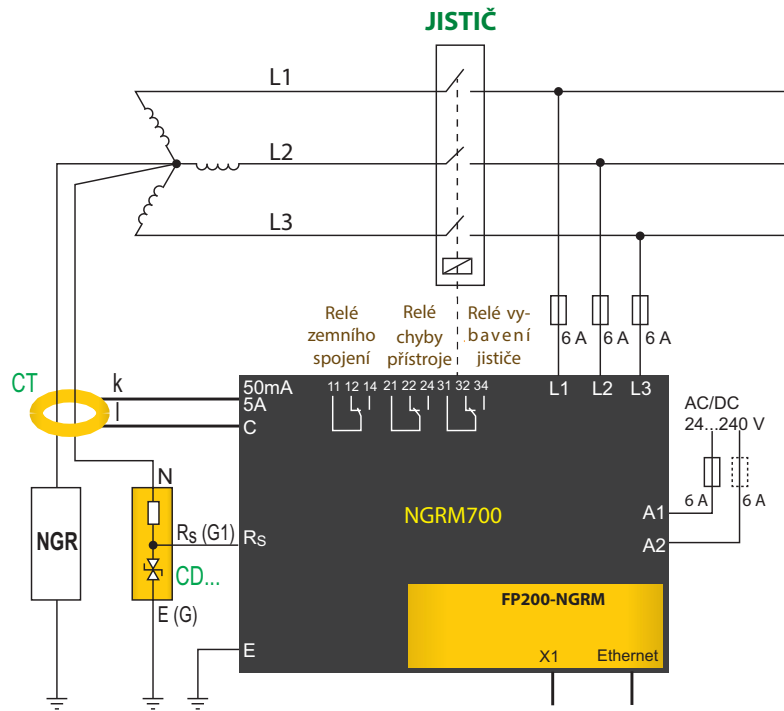 JISTIČ
L1
L2
L3
Relé
zemního
spojení
Relé
chyby
přístroje
Relé vy-
bavení
jističe
6 A
6 A
6 A
CT
k
l
50mA
5A
C
11 12 14 21 22 24 31 32 34
L1 L2 L3
AC/DC
24...240 V
6 A
6 A
N
NGR
RS (G1)
RS
CD...
E (G)
E
NGRM700
A1
A2
FP200-NGRM
X1
Ethernet